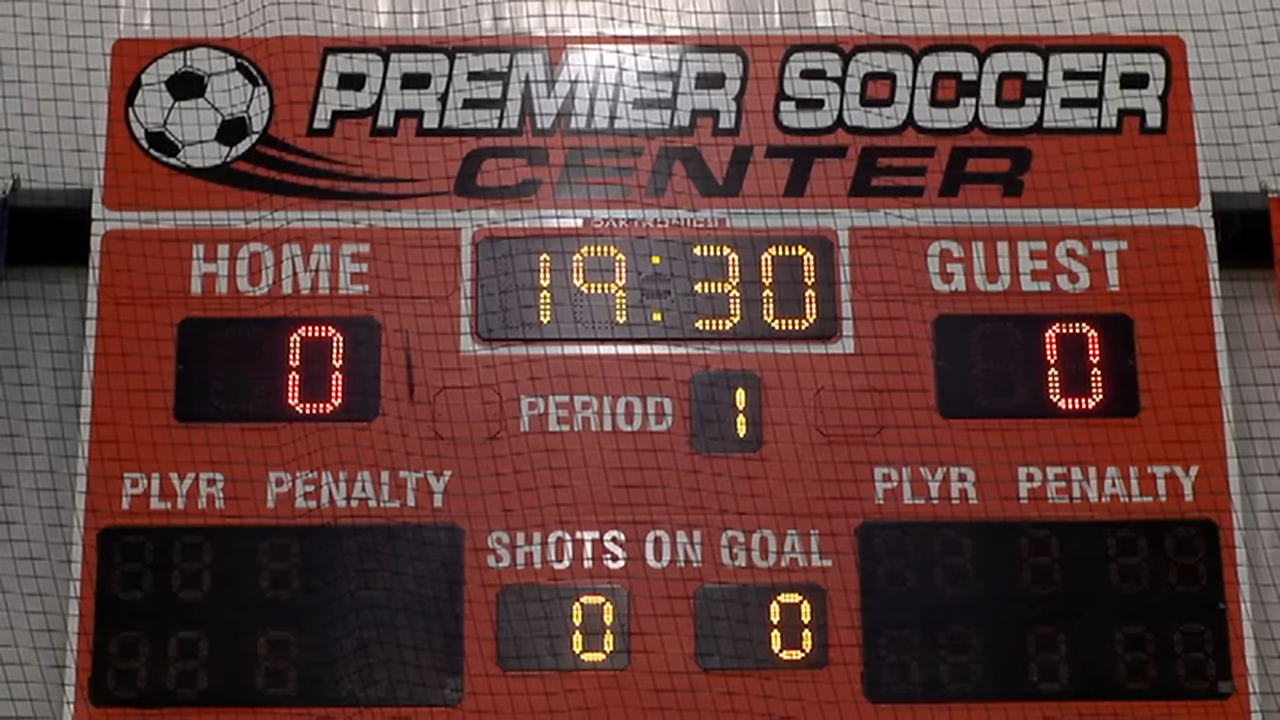 PREMIER SOCCER
CENTER
DAKTRONICS
HOME 19:30 GUEST
0 0
PERIOD 1
PLYR PENALTY PLYR PENALTY
SHOTS ON GOAL
0 0